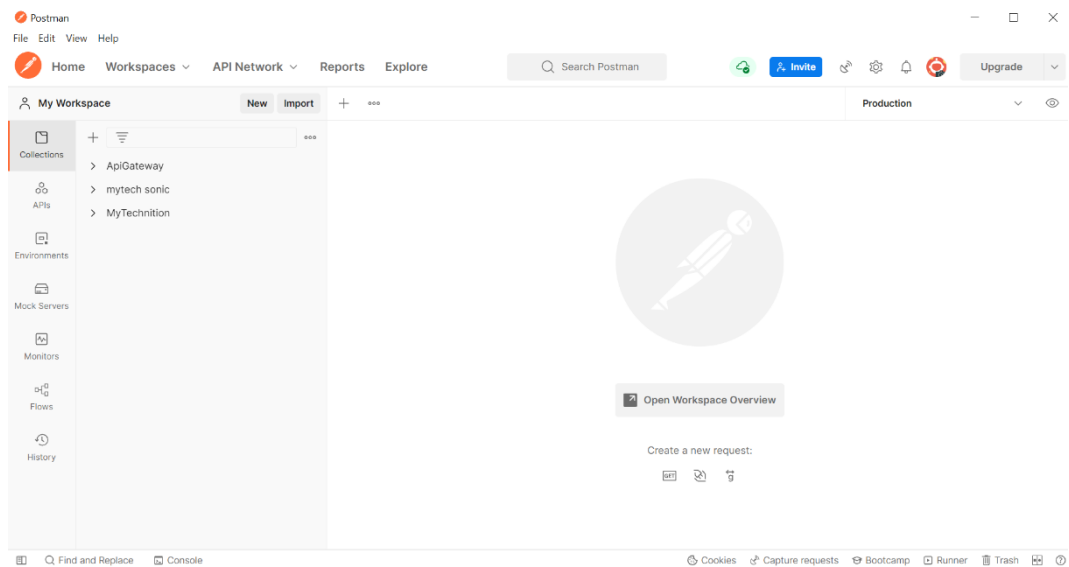 Postman
File Edit View Help
Home Workspaces API Network Reports Explore Search Postman Invite Upgrade
My Workspace New Import Production
Collections
ApiGateway
mytech sonic
MyTechnition
APIs
Environments
Mock Servers
Monitors
Flows
History
Open Workspace Overview
Create a new request:
GET
g
Find and Replace Console Cookies Capture requests Bootcamp Runner Trash